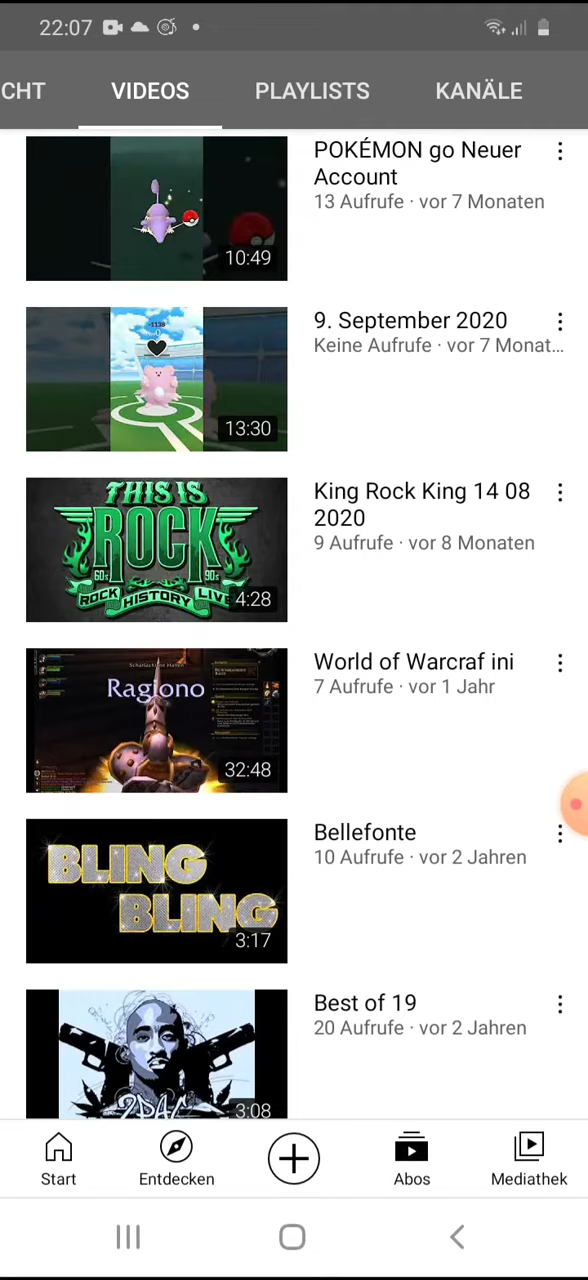 22:07
CHT VIDEOS PLAYLISTS KANÄLE
POKÉMON go Neuer
Account
13 Aufrufe · vor 7 Monaten
10:49
-1138
9. September 2020
Keine Aufrufe · vor 7 Monat...
13:30
THIS IS
ROCK
60s 90s
ROCK HISTORY LIVE
4:28
King Rock King 14 08
2020
9 Aufrufe · vor 8 Monaten
Ragiono
32:48
World of Warcraf ini
7 Aufrufe · vor 1 Jahr
BLING
BLING
3:17
Bellefonte
10 Aufrufe · vor 2 Jahren
2PAC
3:08
Best of 19
20 Aufrufe · vor 2 Jahren
Start Entdecken Abos Mediathek